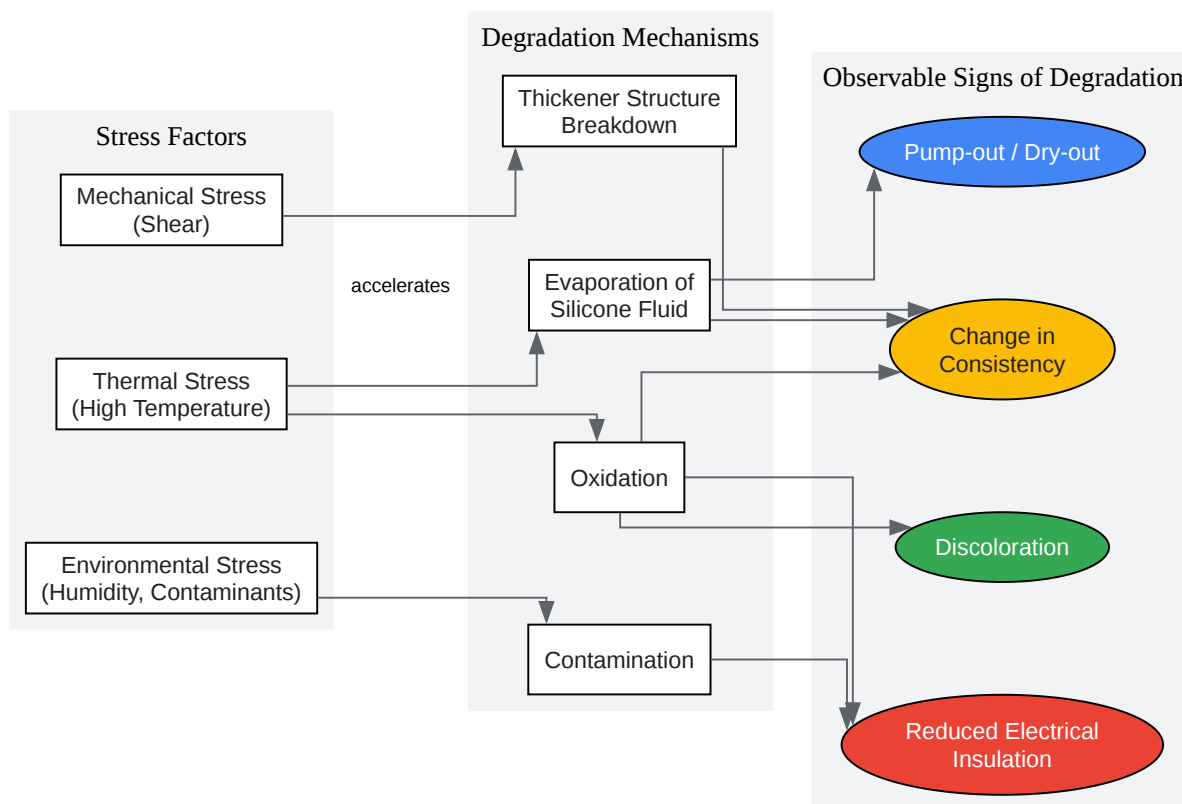 Stress Factors
Mechanical Stress
(Shear)
Thermal Stress
(High Temperature)
Environmental Stress
(Humidity, Contaminants)
accelerates
Degradation Mechanisms
Thickener Structure
Breakdown
Evaporation of
Silicone Fluid
Oxidation
Contamination
Observable Signs of Degradation
Pump-out / Dry-out
Change in
Consistency
Discoloration
Reduced Electrical
Insulation